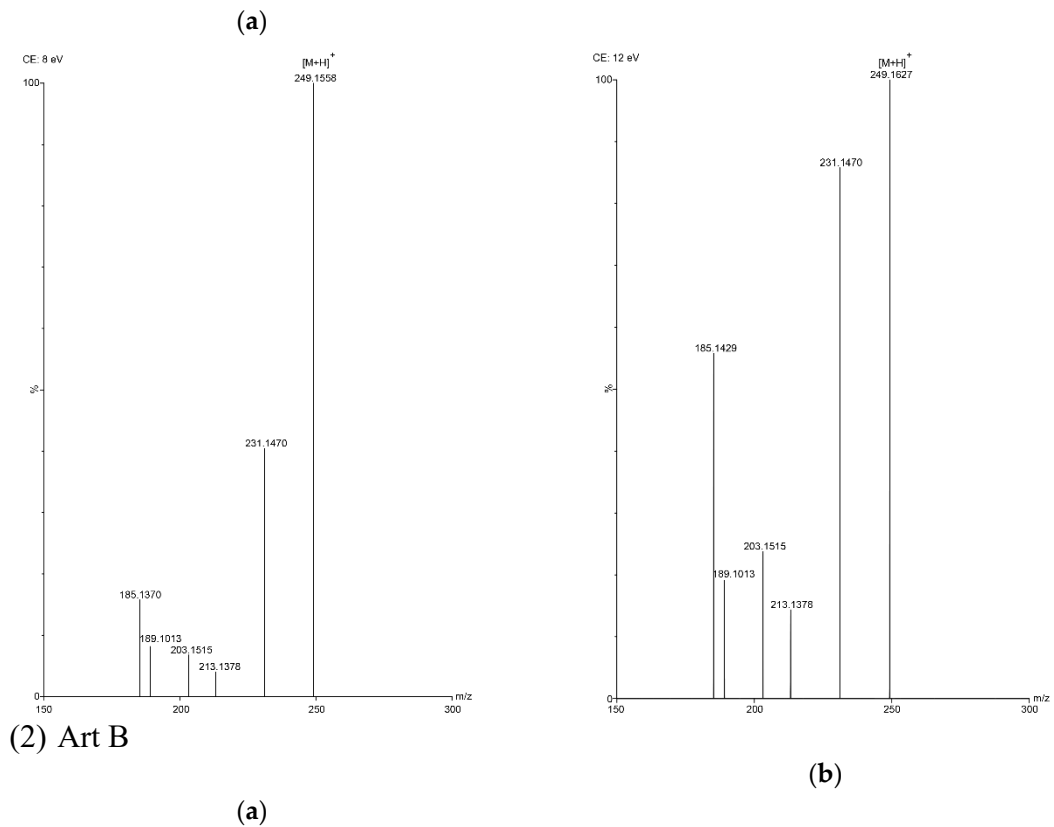 (a)
CE: 8 eV
[M+H]+
249.1558
100
231.1470
%
185.1370
189.1013
203.1515
213.1378
0
m/z
150
200
250
300
CE: 12 eV
[M+H]+
249.1627
100
231.1470
185.1429
%
203.1515
189.1013
213.1378
0
m/z
150
200
250
300
(2) Art B
(b)
(a)